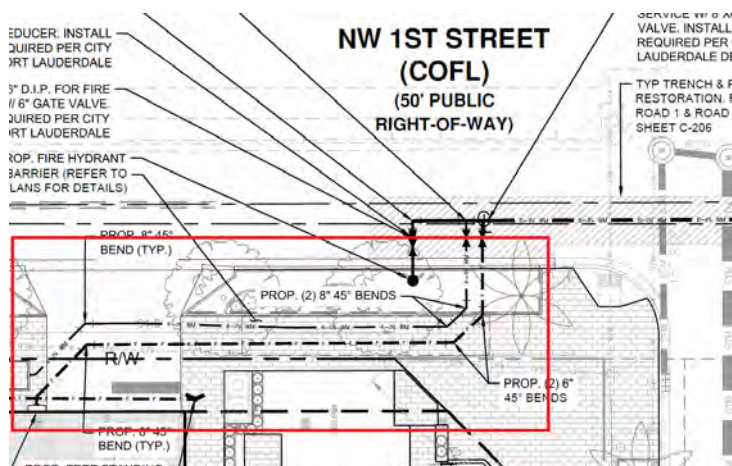 EDUCER. INSTALL
QUIRED PER CITY
ORT LAUDERDALE
6" D.I.P. FOR FIRE
// 6" GATE VALVE.
QUIRED PER CITY
ORT LAUDERDALE
ROP. FIRE HYDRANT
BARRIER (REFER TO
LANS FOR DETAILS)
NW 1ST STREET
(COFL)
(50' PUBLIC
RIGHT-OF-WAY)
SERVICE W/ 8"
VALVE. INSTALL
REQUIRED PER
LAUDERDALE DE
TYP TRENCH & P
RESTORATION.
ROAD 1 & ROAD
SHEET C-206
PROP. 8" 45°
BEND (TYP.)
PROP. (2) 8" 45° BENDS
R/W
PROP. (2) 6"
45° BENDS
PROP. 6" 45°
BEND (TYP.)